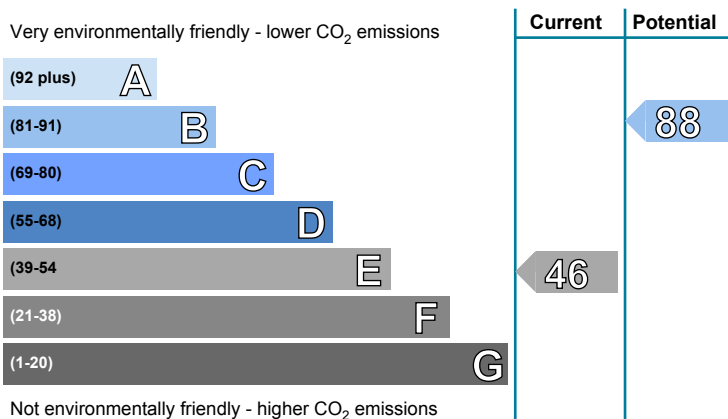 Current Potential
Very environmentally friendly - lower CO2 emissions
(92 plus) A
(81-91) B 88
(69-80) C
(55-68) D
(39-54 E 46
(21-38) F
(1-20) G
Not environmentally friendly - higher CO2 emissions